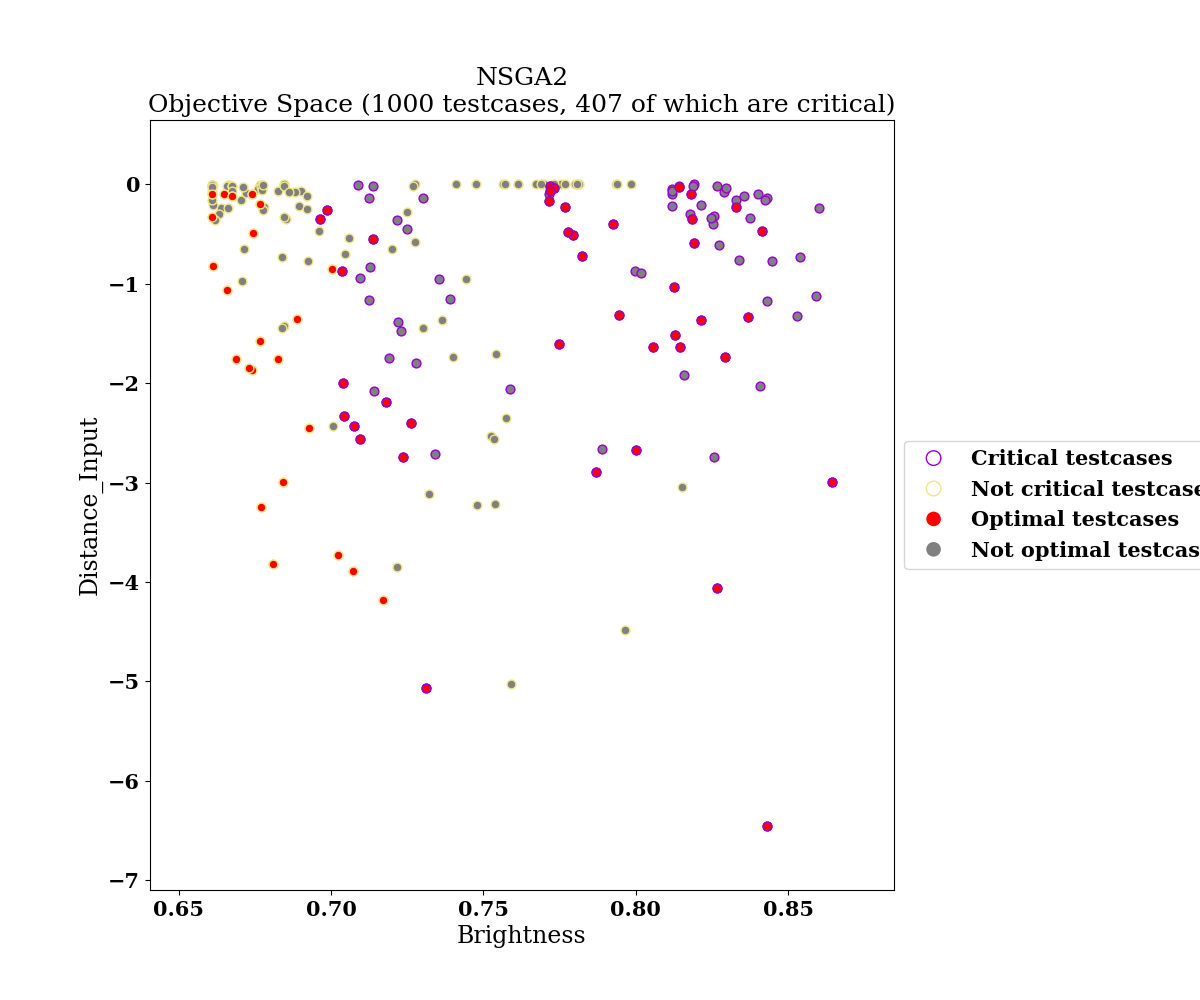 NSGA2
Objective Space (1000 testcases, 407 of which are critical)
0
−1
−2
−3
−4
−5
−6
−7
Distance_Input
0.65 0.70 0.75 0.80 0.85
Brightness
Critical testcases
Not critical testcase
Optimal testcases
Not optimal testcas